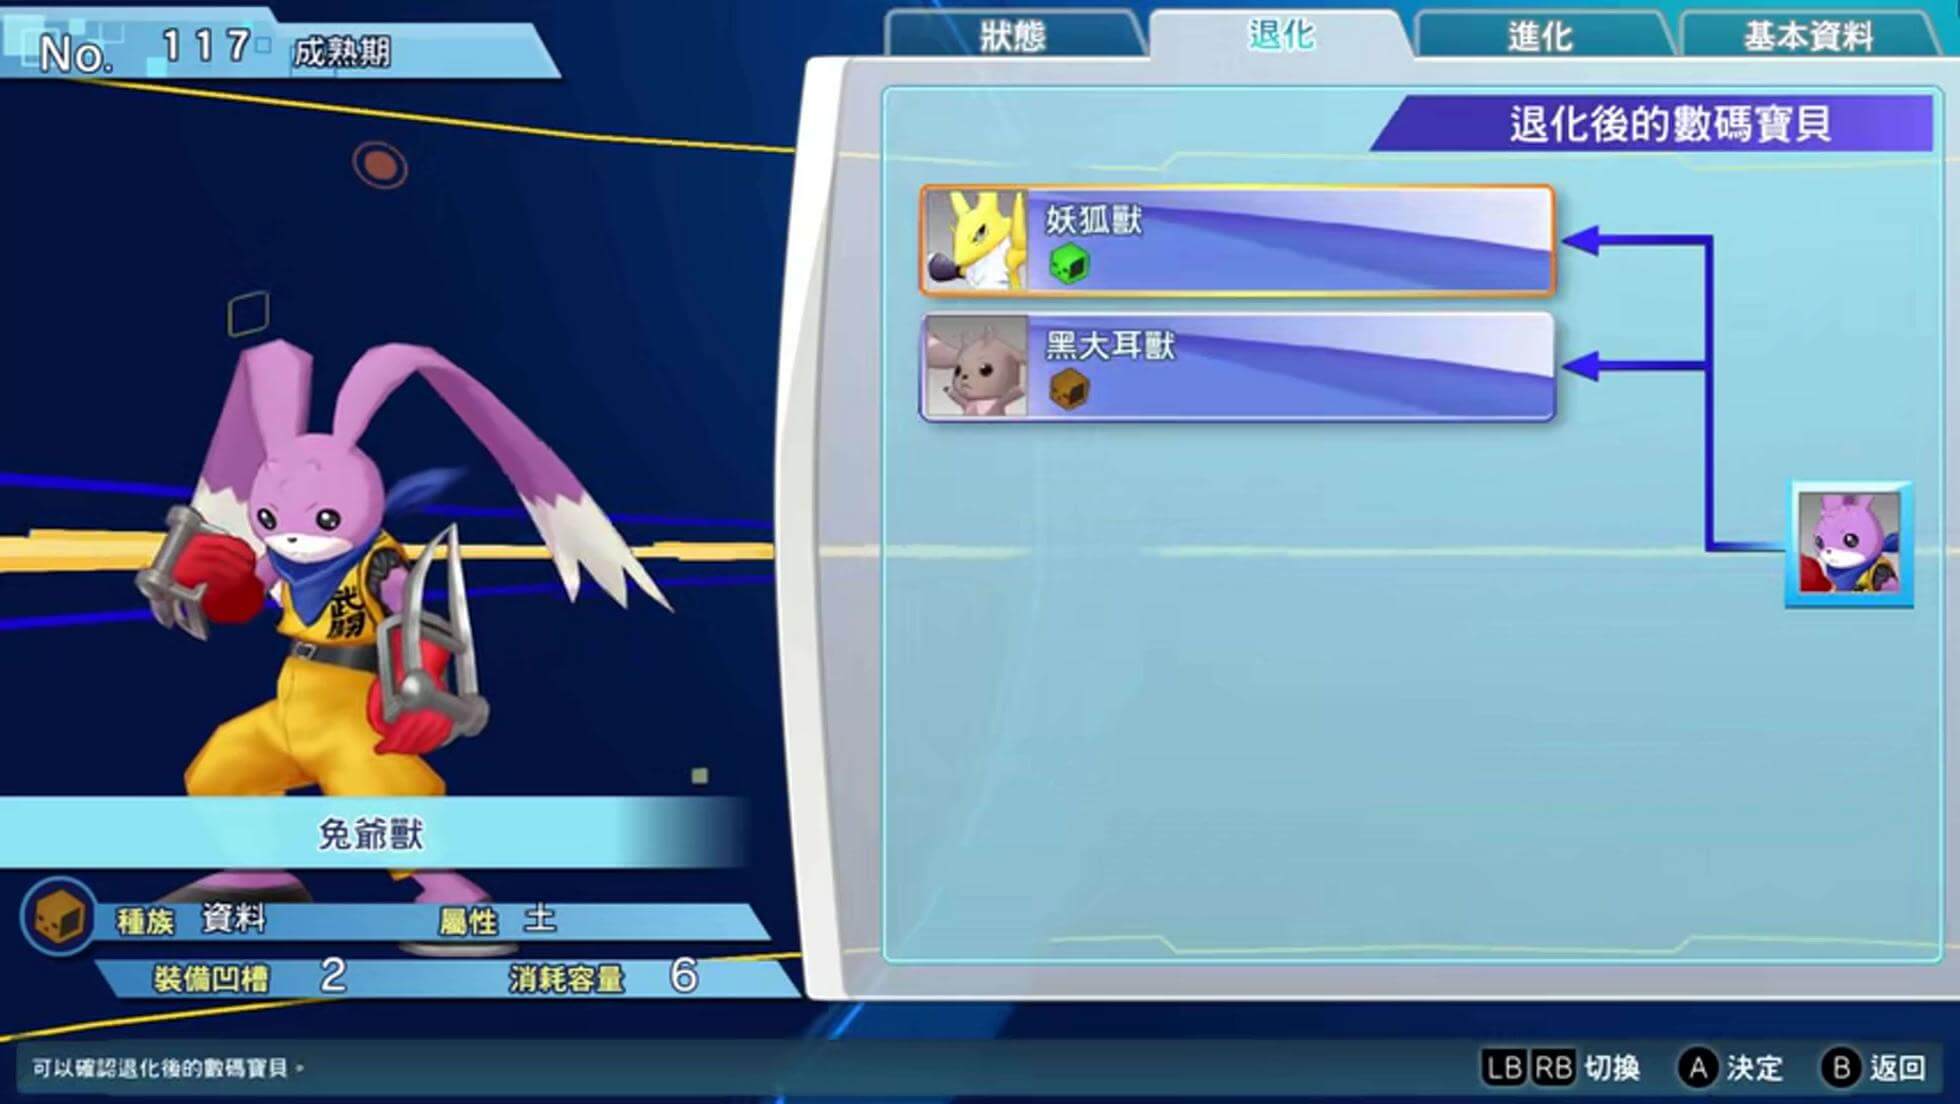 No. 117 成熟期
狀態 退化 進化 基本資料
退化後的數碼寶貝
妖狐獸
黑大耳獸
武闘
兔爺獸
種族 資料 屬性 土
裝備凹槽 2 消耗容量 6
可以確認退化後的數碼寶貝。
LB RB 切換 A 決定 B 返回